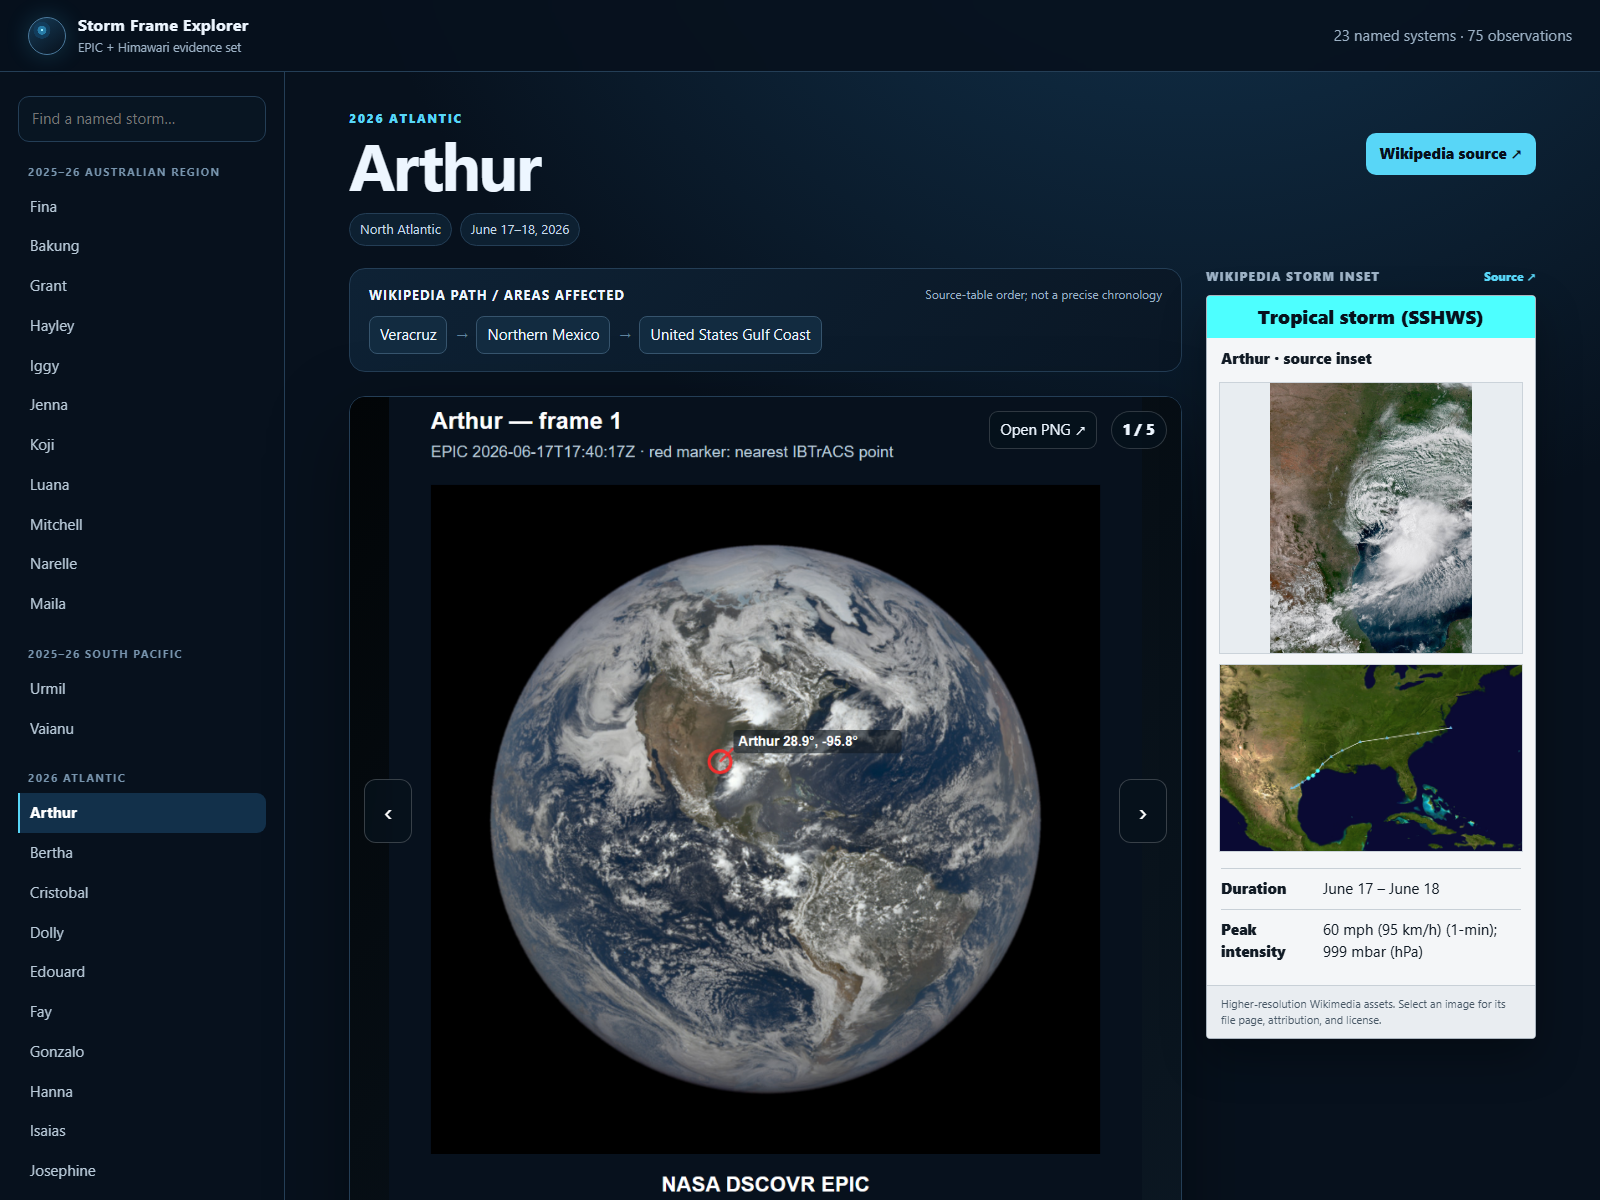 Storm Frame Explorer
EPIC + Himawari evidence set
23 named systems · 75 observations
Find a named storm...
2025–26 AUSTRALIAN REGION
Fina
Bakung
Grant
Hayley
Iggy
Jenna
Koji
Luana
Mitchell
Narelle
Maila
2025–26 SOUTH PACIFIC
Urmil
Vaianu
2026 ATLANTIC
Arthur
Bertha
Cristobal
Dolly
Edouard
Fay
Gonzalo
Hanna
Isaias
Josephine
2026 ATLANTIC
Arthur
North Atlantic
June 17–18, 2026
Wikipedia source ↗
WIKIPEDIA PATH / AREAS AFFECTED
Source-table order; not a precise chronology
Veracruz → Northern Mexico → United States Gulf Coast
Arthur — frame 1
EPIC 2026-06-17T17:40:17Z · red marker: nearest IBTrACS point
Open PNG ↗
1 / 5
Arthur 28.9°, -95.8°
‹
›
NASA DSCOVR EPIC
WIKIPEDIA STORM INSET
Source ↗
Tropical storm (SSHWS)
Arthur · source inset
Duration June 17 – June 18
Peak intensity 60 mph (95 km/h) (1-min);
999 mbar (hPa)
Higher-resolution Wikimedia assets. Select an image for its
file page, attribution, and license.